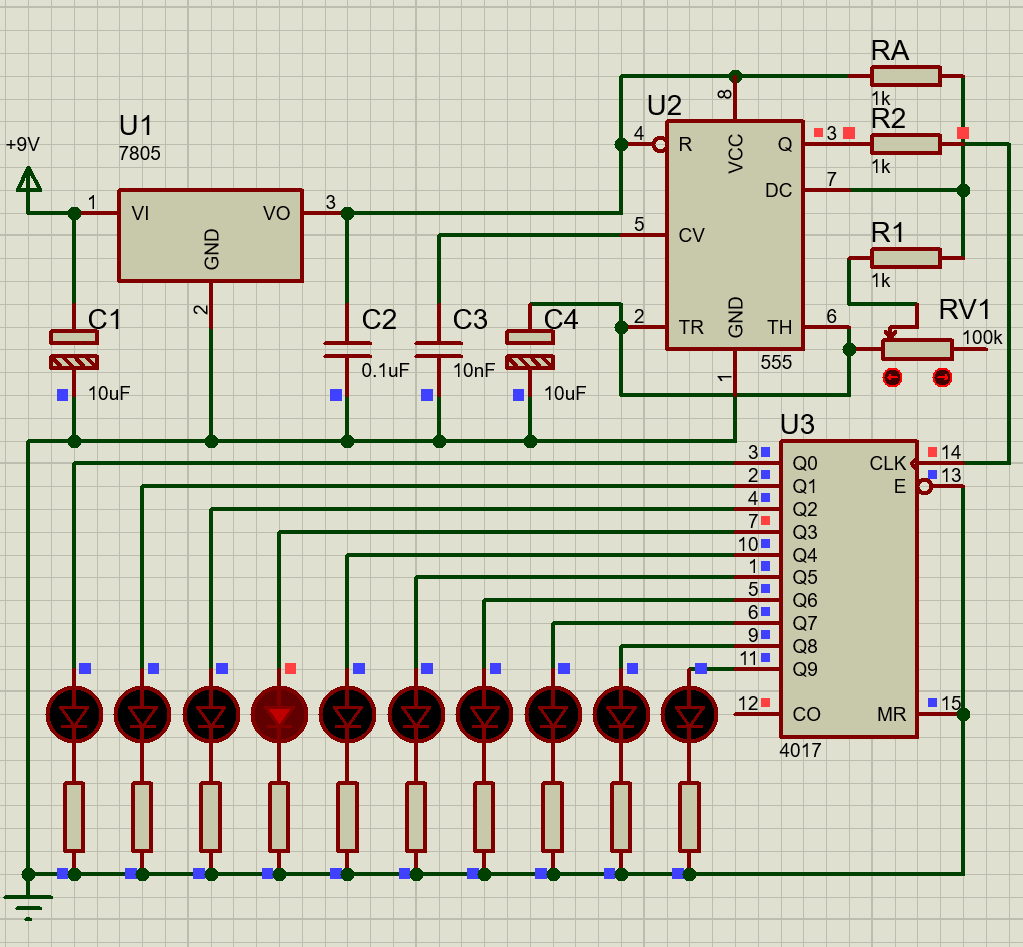 +9V
U1
7805
1
VI
VO
3
GND
2
C1
10uF
C2
0.1uF
C3
10nF
C4
10uF
U2
4
R
5
CV
2
TR
8
VCC
GND
1
Q
3
DC
7
TH
6
555
RA
1k
R2
1k
R1
1k
RV1
100k
U3
3
Q0
2
Q1
4
Q2
7
Q3
10
Q4
1
Q5
5
Q6
6
Q7
9
Q8
11
Q9
12
CO
CLK
14
E
13
MR
15
4017